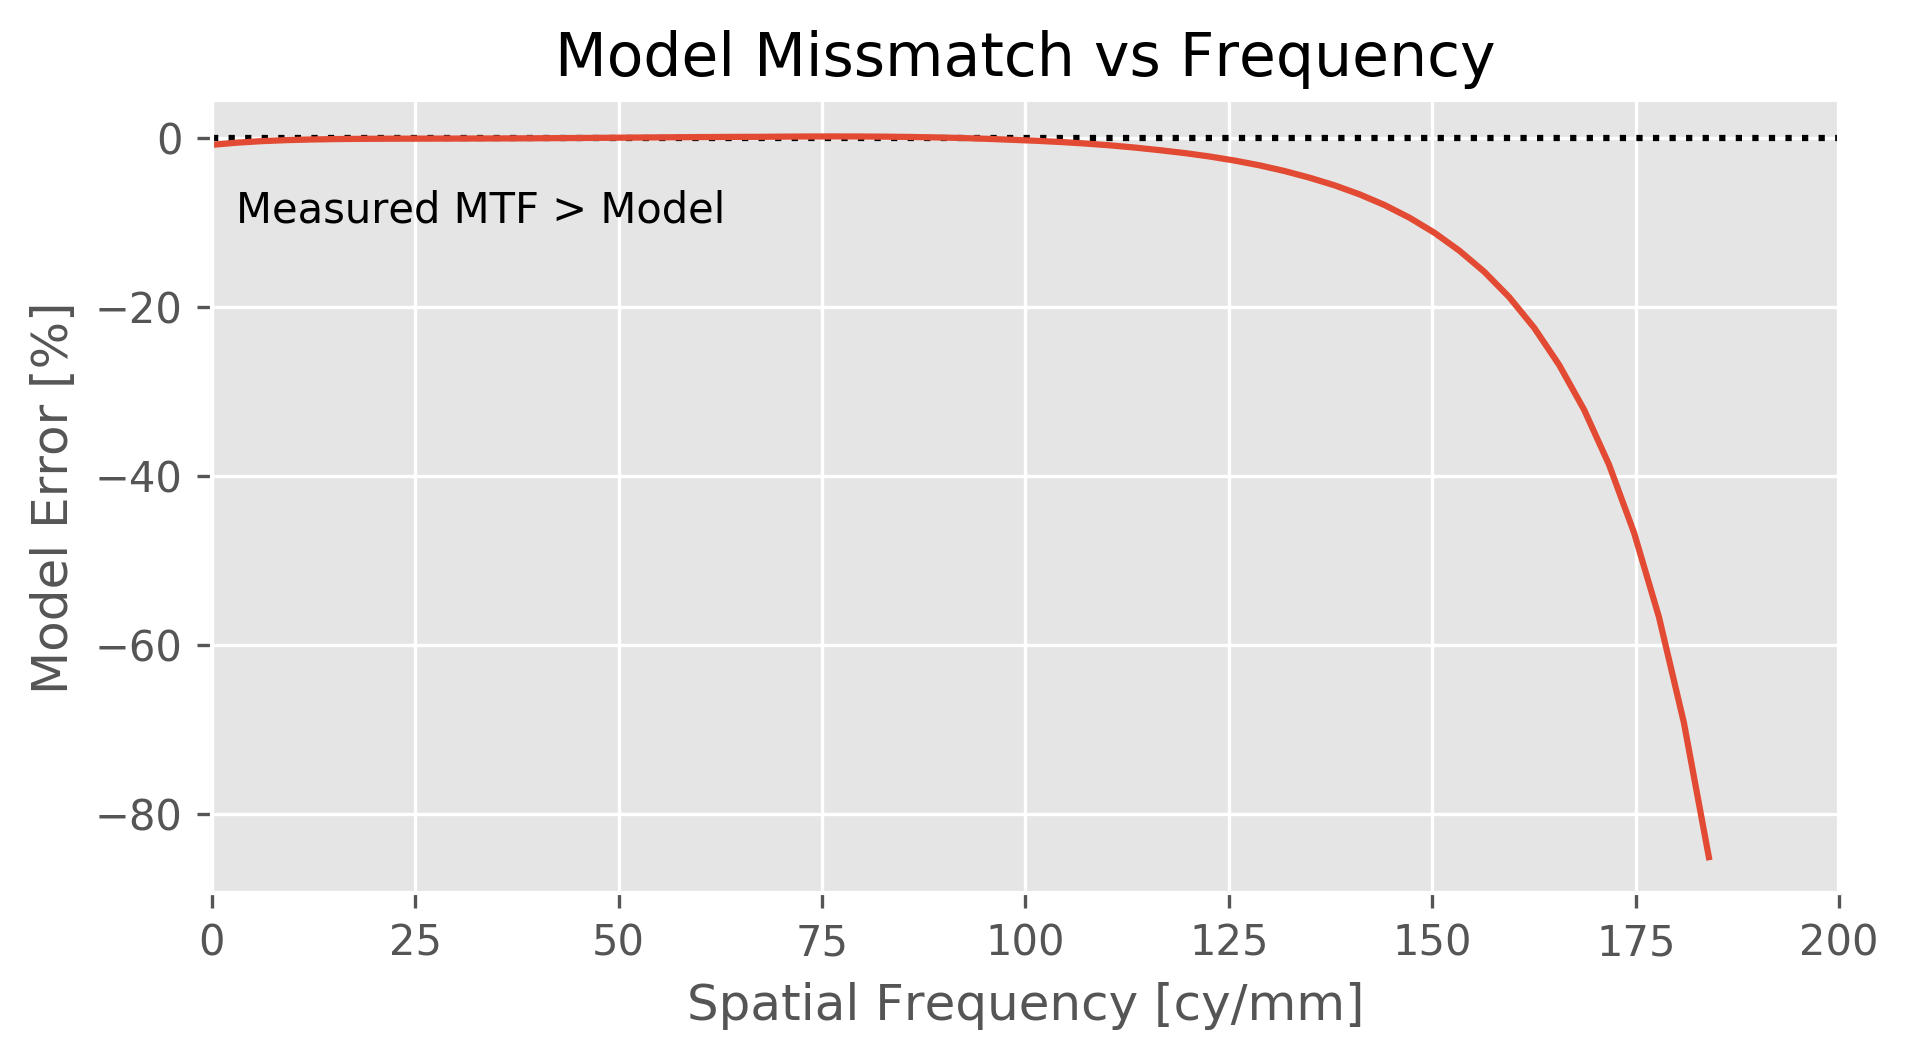 Model Missmatch vs Frequency
0
Measured MTF > Model
−20
−40
−60
−80
Model Error [%]
0 25 50 75 100 125 150 175 200
Spatial Frequency [cy/mm]